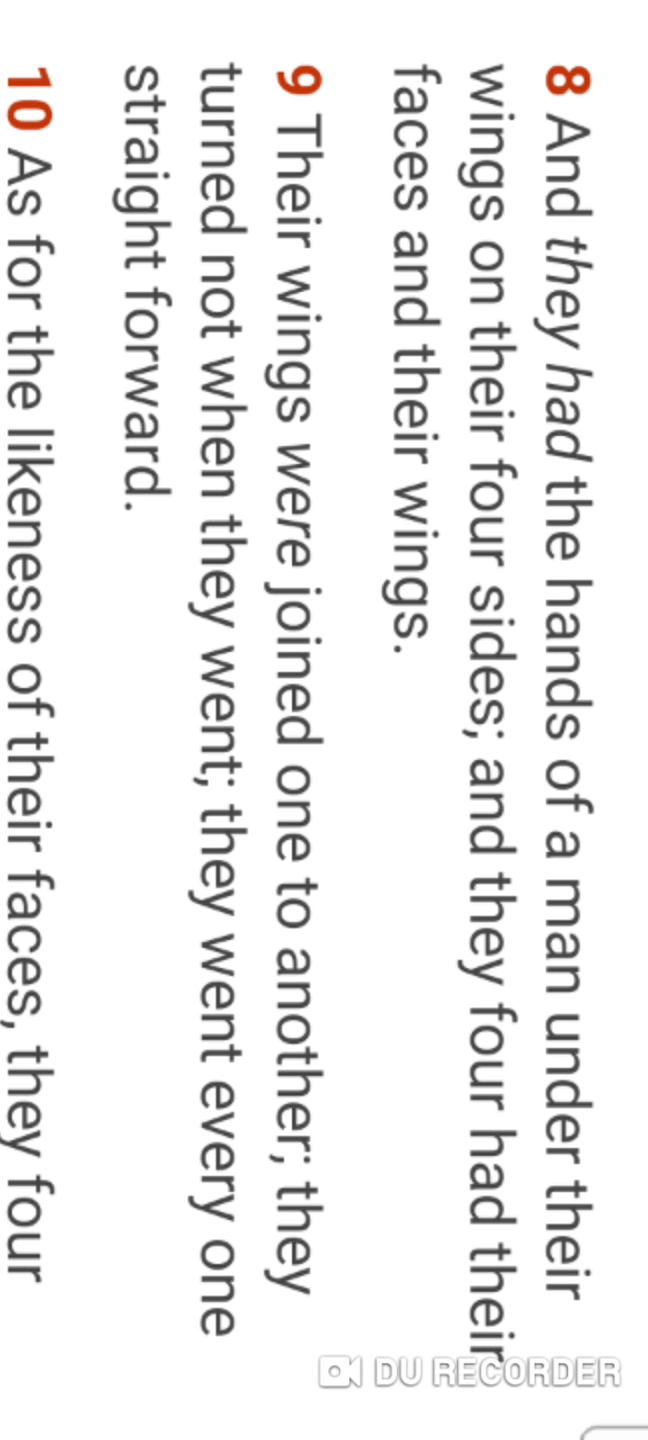 8 And they had the hands of a man under their
wings on their four sides; and they four had their
faces and their wings.
9 Their wings were joined one to another; they
turned not when they went; they went every one
straight forward.
10 As for the likeness of their faces, they four
DU RECORDER